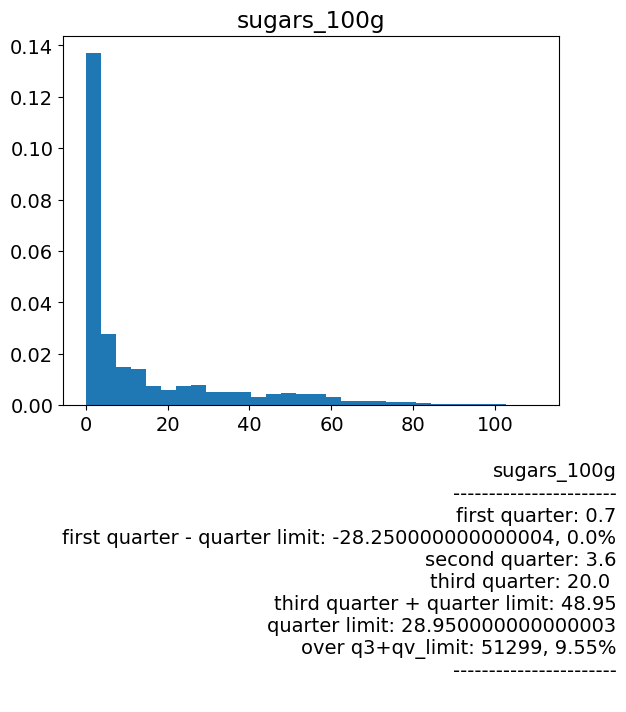 sugars_100g
0.14
0.12
0.10
0.08
0.06
0.04
0.02
0.00
0 20 40 60 80 100
sugars_100g
-----------------------
first quarter: 0.7
first quarter - quarter limit: -28.250000000000004, 0.0%
second quarter: 3.6
third quarter: 20.0
third quarter + quarter limit: 48.95
quarter limit: 28.950000000000003
over q3+qv_limit: 51299, 9.55%
-----------------------